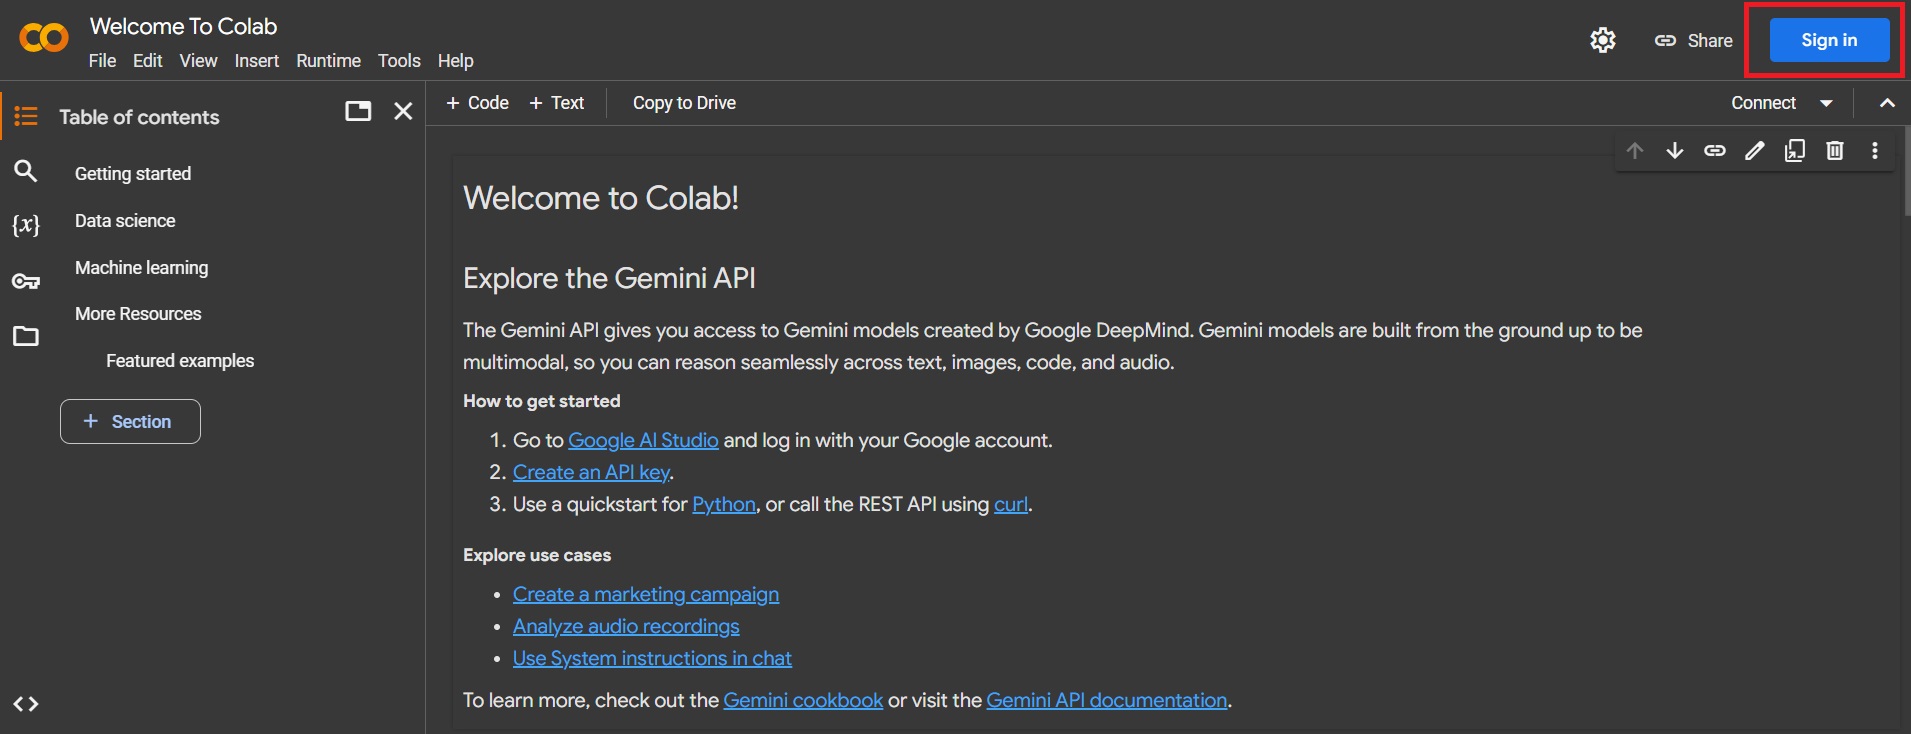 Welcome To Colab
File Edit View Insert Runtime Tools Help
Share
Sign in
Table of contents
Getting started
Data science
Machine learning
More Resources
Featured examples
+ Section
{x}
+ Code + Text Copy to Drive
Connect
Welcome to Colab!
Explore the Gemini API
The Gemini API gives you access to Gemini models created by Google DeepMind. Gemini models are built from the ground up to be
multimodal, so you can reason seamlessly across text, images, code, and audio.
How to get started
1. Go to Google AI Studio and log in with your Google account.
2. Create an API key.
3. Use a quickstart for Python, or call the REST API using curl.
Explore use cases
• Create a marketing campaign
• Analyze audio recordings
• Use System instructions in chat
To learn more, check out the Gemini cookbook or visit the Gemini API documentation.